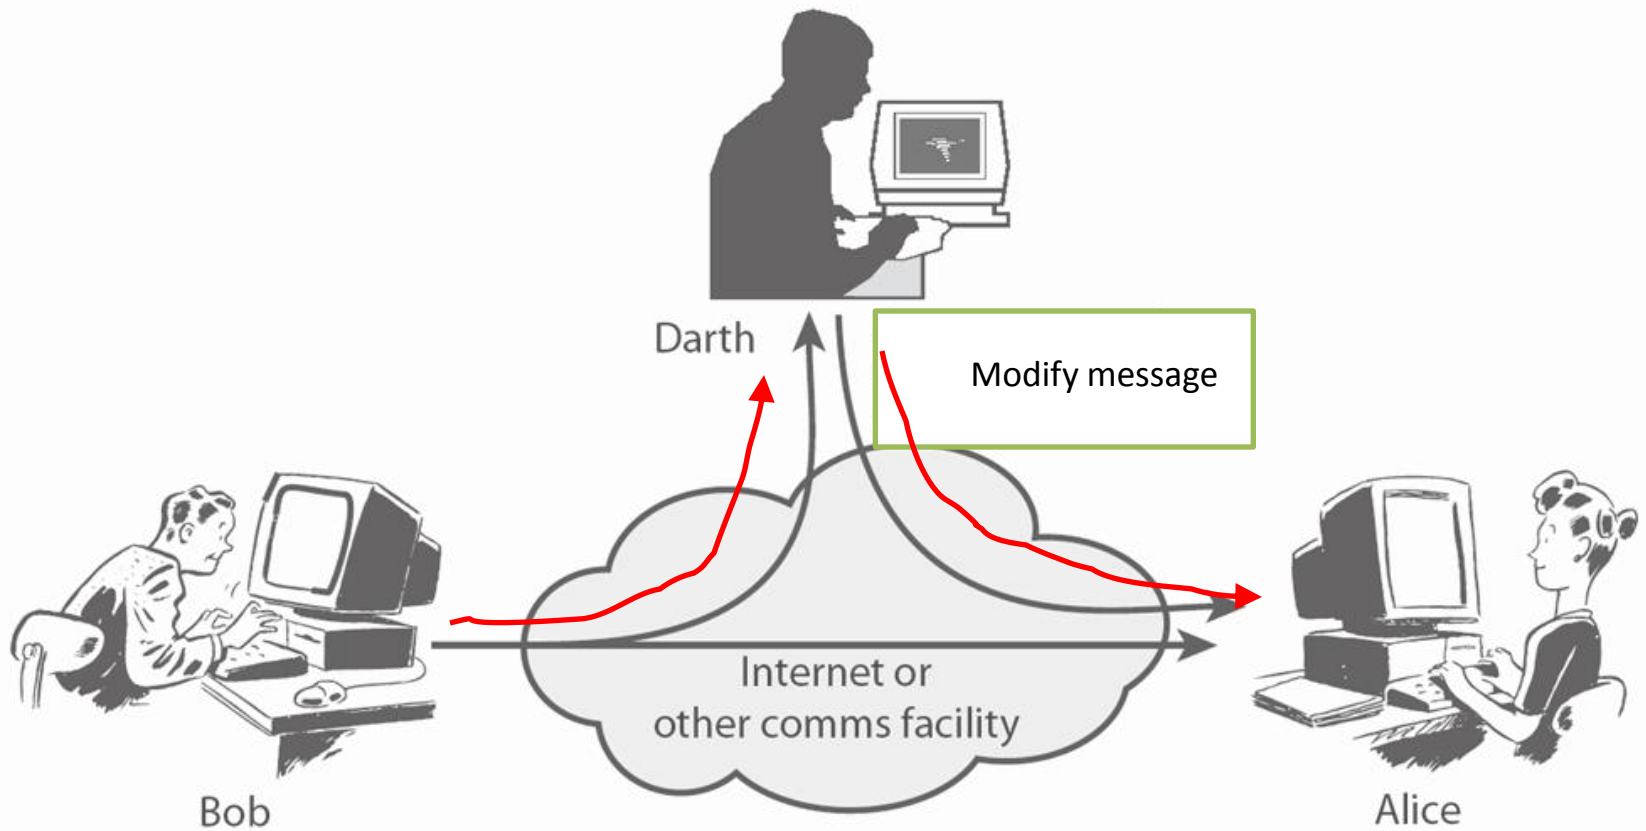 Darth
Modify message
Internet or
other comms facility
Bob
Alice